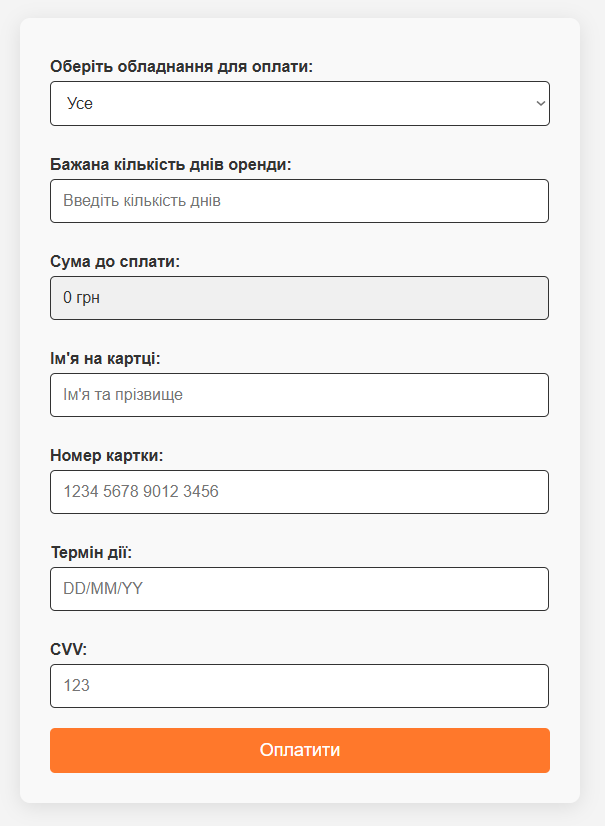 Оберіть обладнання для оплати:
Усе
Бажана кількість днів оренди:
Введіть кількість днів
Сума до сплати:
0 грн
Ім'я на картці:
Ім'я та прізвище
Номер картки:
1234 5678 9012 3456
Термін дії:
DD/MM/YY
CVV:
123
Оплатити